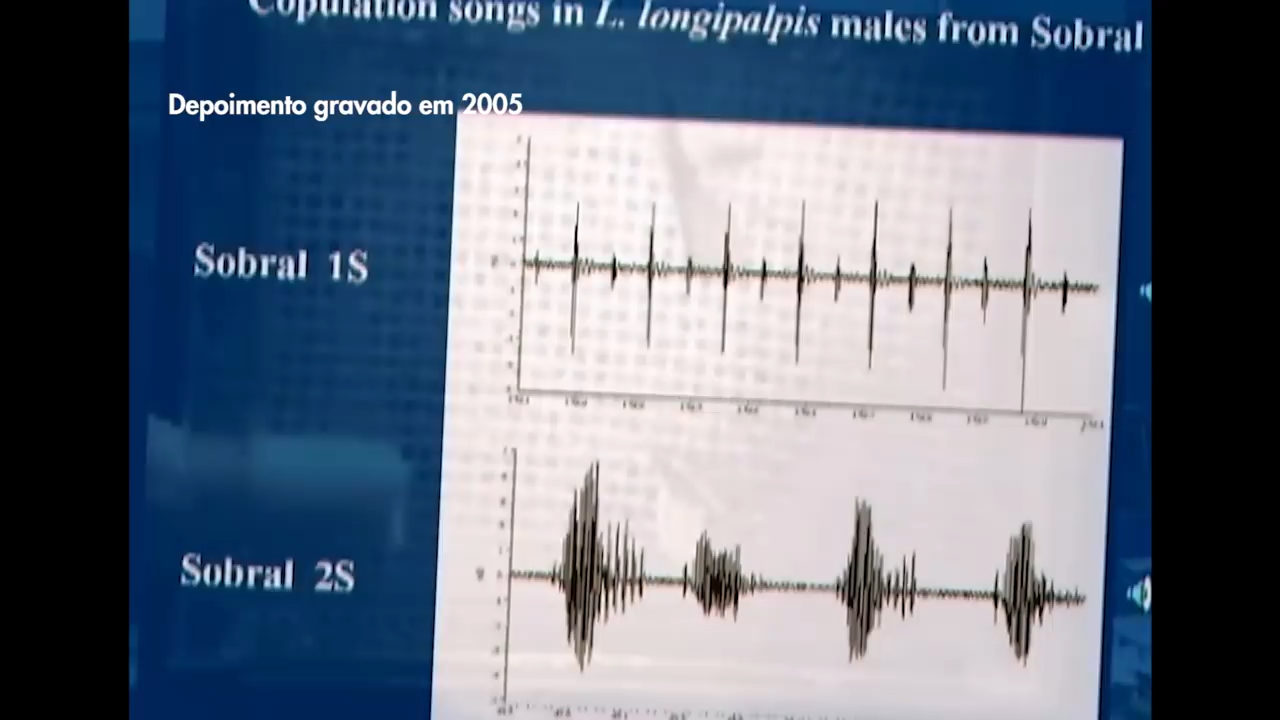 Copulation songs in L. longipalpis males from Sobral
Depoimento gravado em 2005
Sobral 1S
Sobral 2S